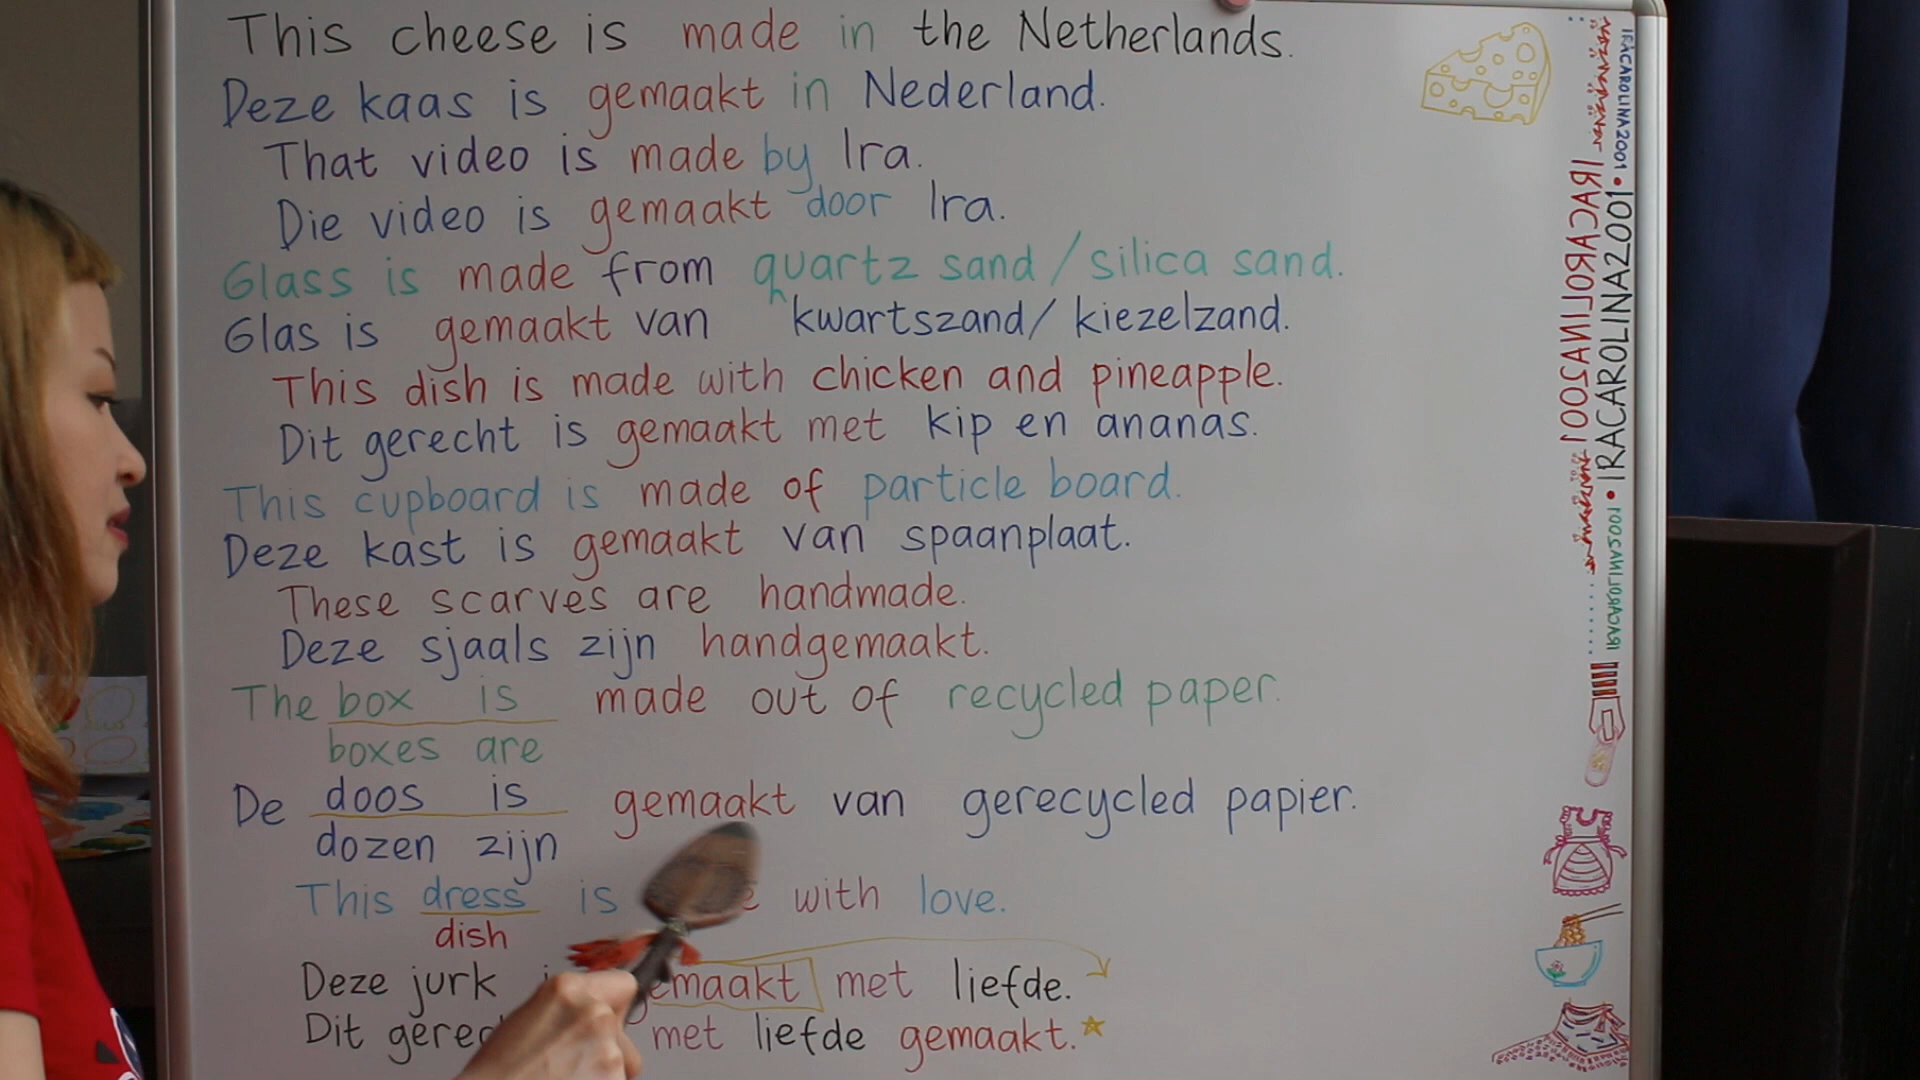 This cheese is made in the Netherlands.
Deze kaas is gemaakt in Nederland.
That video is made by Ira.
Die video is gemaakt door Ira.
Glass is made from quartz sand / silica sand.
Glas is gemaakt van kwartszand / kiezelzand.
This dish is made with chicken and pineapple.
Dit gerecht is gemaakt met kip en ananas.
This cupboard is made of particle board.
Deze kast is gemaakt van spaanplaat.
These scarves are handmade.
Deze sjaals zijn handgemaakt.
The box is made out of recycled paper.
boxes are
De doos is gemaakt van gerecycled papier.
dozen zijn
This dress is with love.
dish
Deze jurk gemaakt met liefde.
Dit met liefde gemaakt.
IRACAROLINA2001
IRACAROLINA2001
IRACAROLINA2001
IRACAROLINA2001